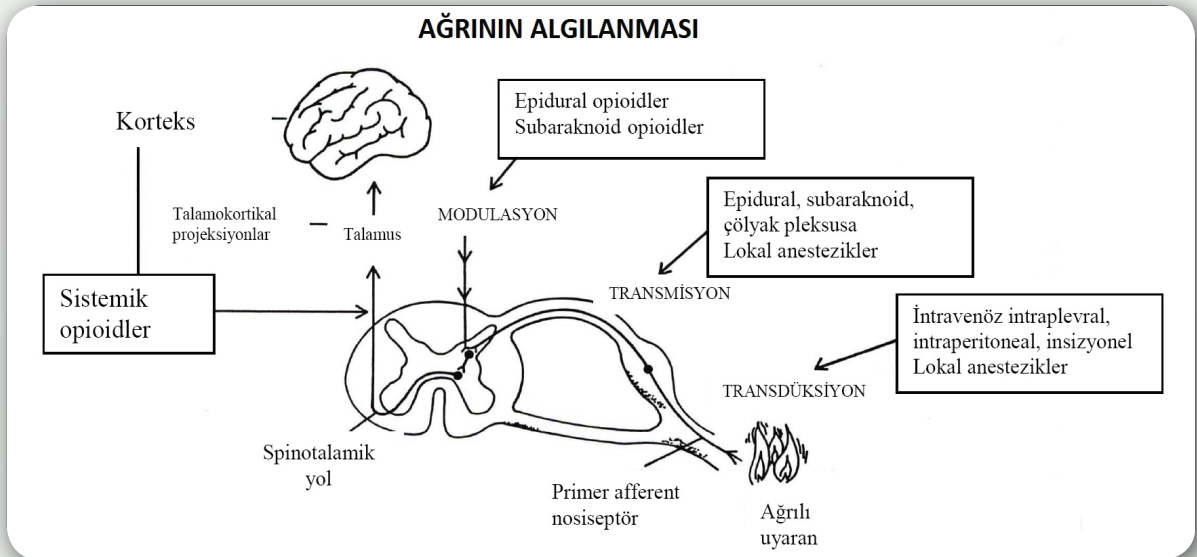 AĞRININ ALGILANMASI
Epidural opioidler
Subaraknoid opioidler
Korteks
Epidural, subaraknoid,
çölyak pleksusa
Lokal anestezikler
Talamokortikal
projeksiyonlar
Talamus
MODULASYON
Sistemik
opioidler
TRANSMİSYON
İntravenöz intraplevral,
intraperitoneal, insizyonel
Lokal anestezikler
TRANSDÜKSİYON
Spinotalamik
yol
Primer afferent
nosiseptör
Ağrılı
uyaran